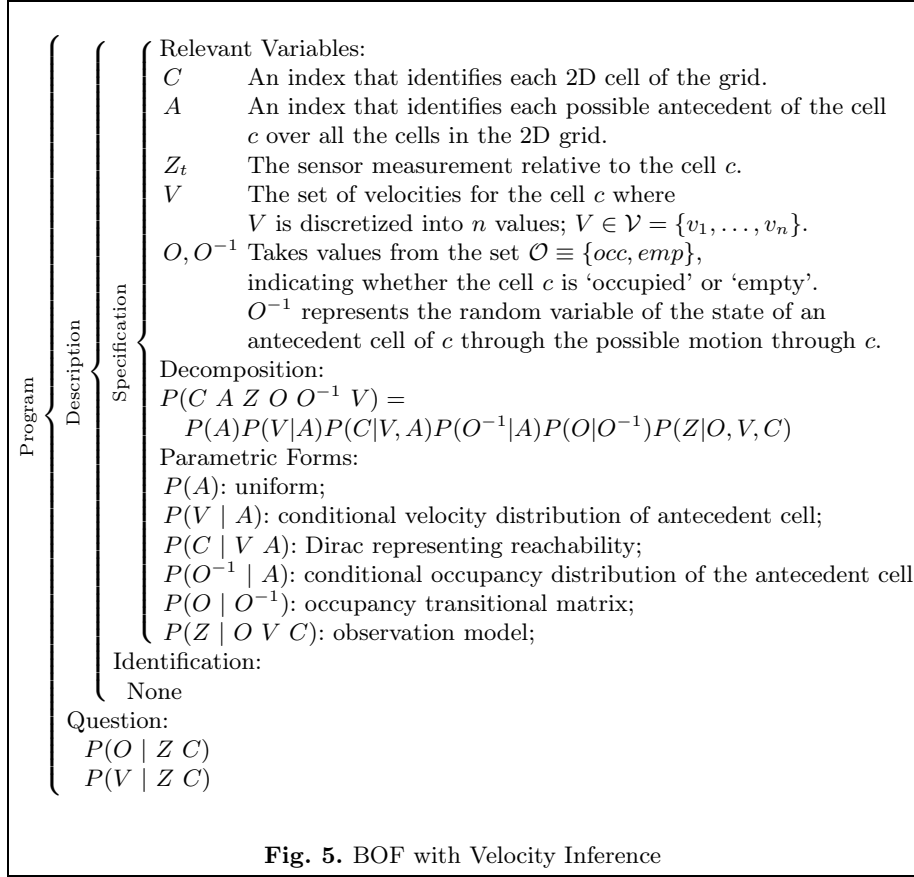 Program
Description
Specification
Relevant Variables:
C An index that identifies each 2D cell of the grid.
A An index that identifies each possible antecedent of the cell
c over all the cells in the 2D grid.
Z_t The sensor measurement relative to the cell c.
V The set of velocities for the cell c where
V is discretized into n values; V ∈ 𝒱 = {v_1, . . . , v_n}.
O, O^{-1} Takes values from the set 𝒪 ≡ {occ, emp},
indicating whether the cell c is ‘occupied’ or ‘empty’.
O^{-1} represents the random variable of the state of an
antecedent cell of c through the possible motion through c.
Decomposition:
P(C A Z O O^{-1} V) =
P(A)P(V|A)P(C|V, A)P(O^{-1}|A)P(O|O^{-1})P(Z|O, V, C)
Parametric Forms:
P(A): uniform;
P(V | A): conditional velocity distribution of antecedent cell;
P(C | V A): Dirac representing reachability;
P(O^{-1} | A): conditional occupancy distribution of the antecedent cell
P(O | O^{-1}): occupancy transitional matrix;
P(Z | O V C): observation model;
Identification:
None
Question:
P(O | Z C)
P(V | Z C)
Fig. 5. BOF with Velocity Inference